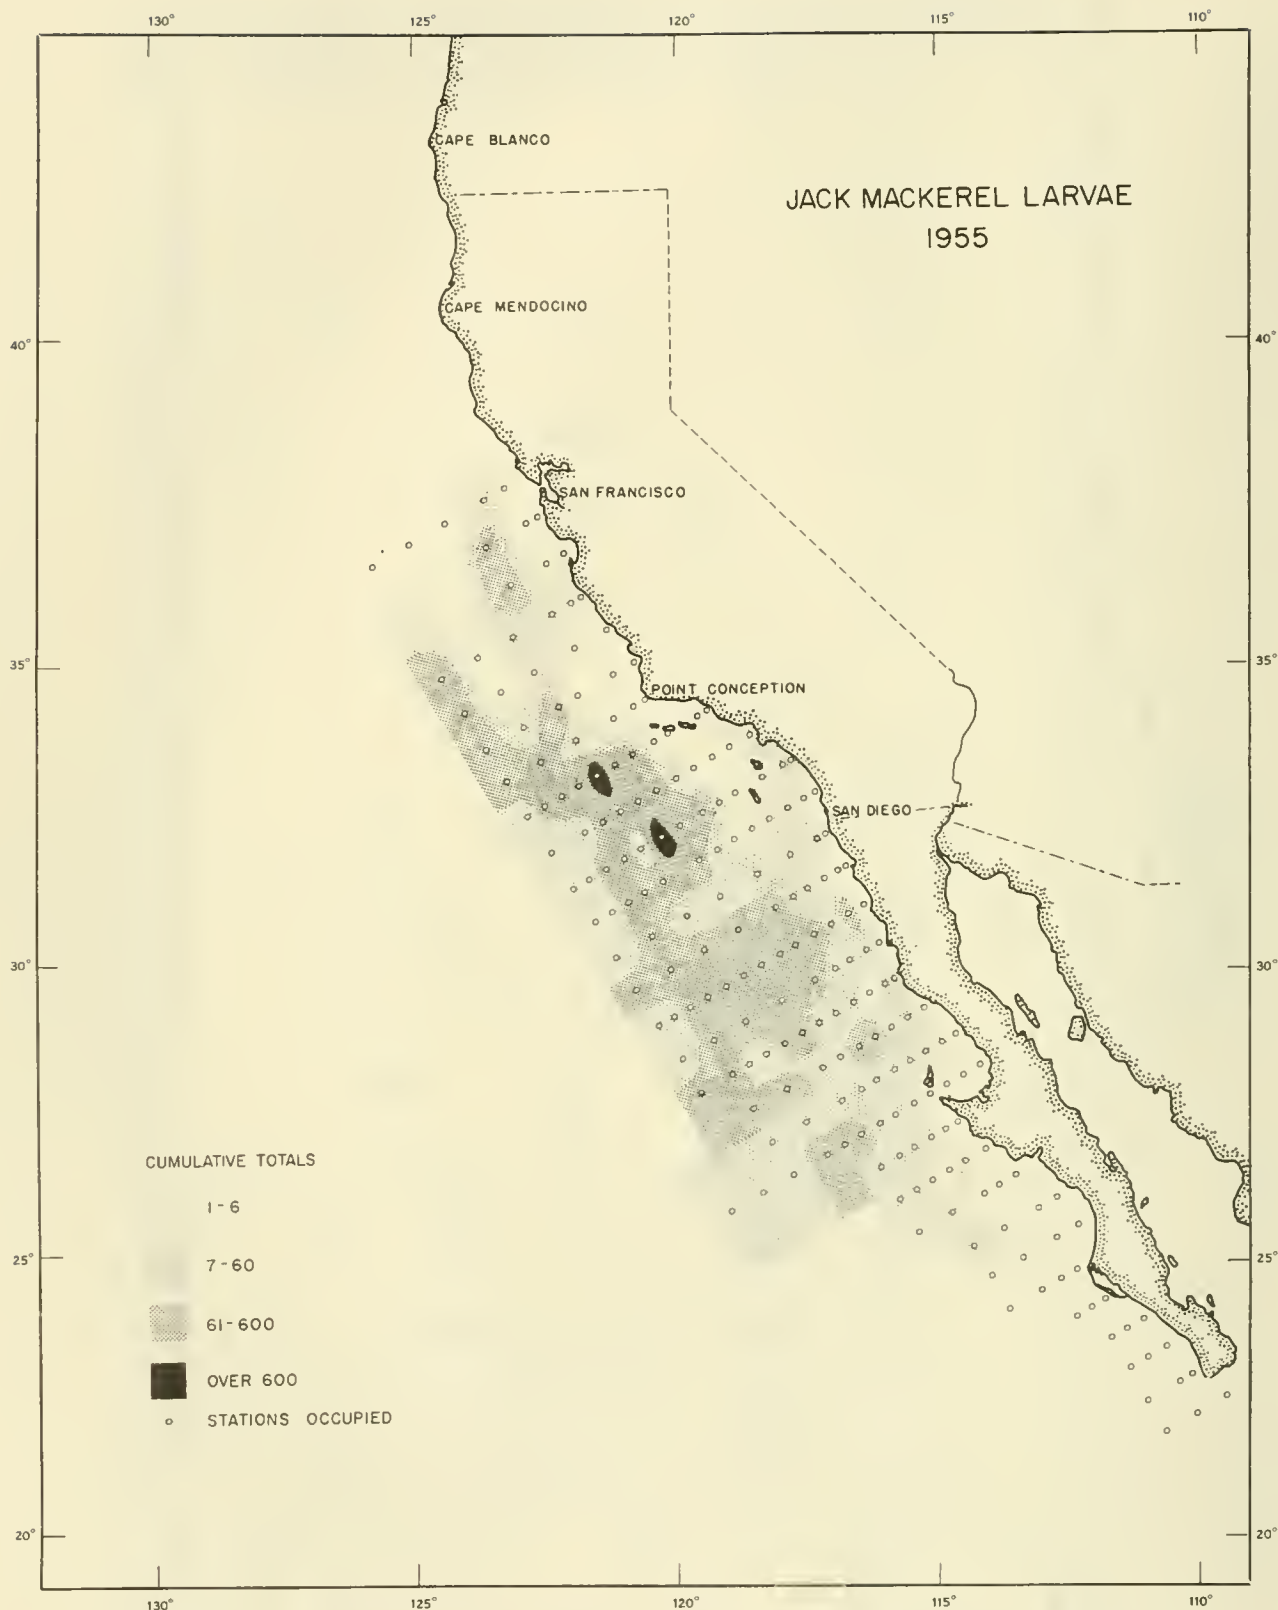 130° 125° 120° 115° 110°
CAPE BLANCO
JACK MACKEREL LARVAE
1955
CAPE MENDOCINO
40° 40°
SAN FRANCISCO
35° 35°
POINT CONCEPTION
SAN DIEGO
30° 30°
CUMULATIVE TOTALS
1-6
25° 25°
7-60
61-600
OVER 600
STATIONS OCCUPIED
20° 20°
130° 125° 120° 115° 110°